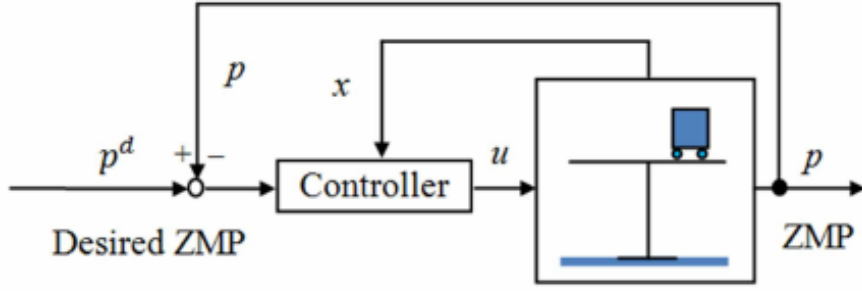 p
x
p^d
+ −
Controller
u
p
Desired ZMP
ZMP